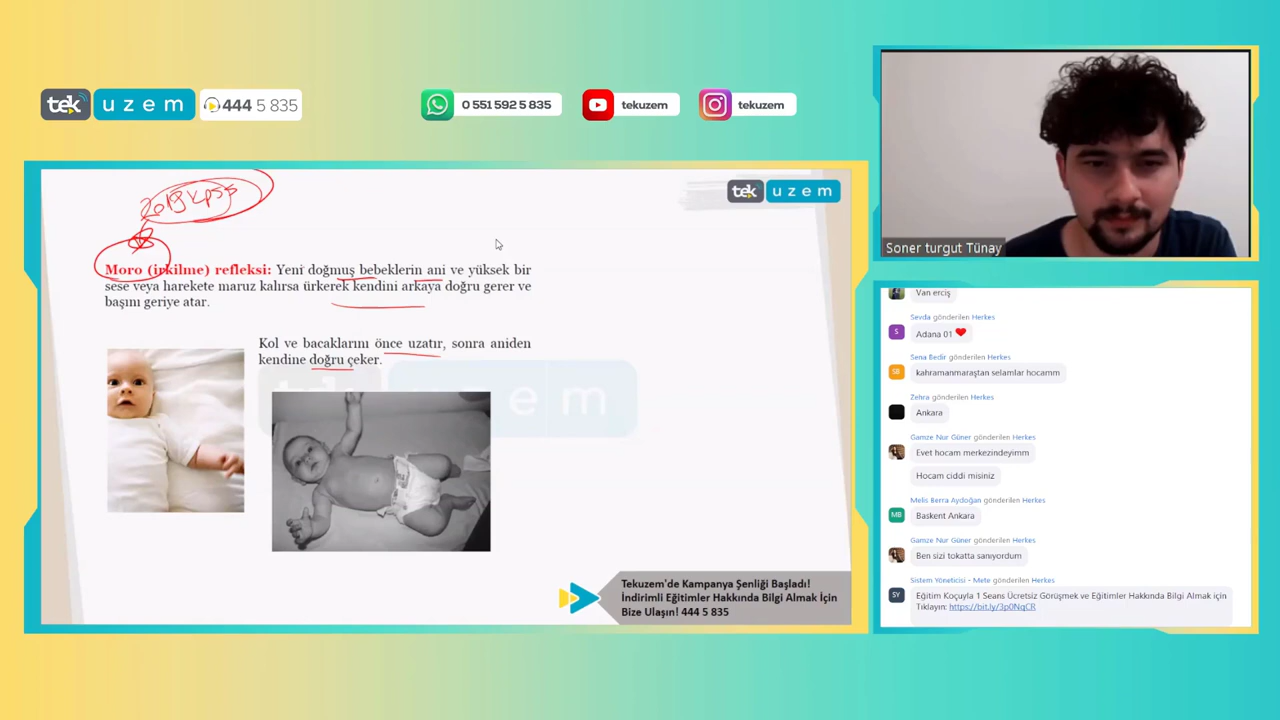 tek uzem 444 5 835
0 551 592 5 835
tekuzem
tekuzem
2019 KPSS
tek uzem
Moro (irkilme) refleksi: Yeni doğmuş bebeklerin ani ve yüksek bir
sese veya harekete maruz kalırsa ürkerek kendini arkaya doğru gerer ve
başını geriye atar.
Kol ve bacaklarını önce uzatır, sonra aniden
kendine doğru çeker.
tek uzem
Tekuzem'de Kampanya Şenliği Başladı!
İndirimli Eğitimler Hakkında Bilgi Almak İçin
Bize Ulaşın! 444 5 835
Soner turgut Tünay
Van erciş
Sevda gönderilen Herkes
S
Adana 01 ❤
Sena Bedir gönderilen Herkes
SB
kahramanmaraştan selamlar hocamm
Zehra gönderilen Herkes
Ankara
Gamze Nur Güner gönderilen Herkes
Evet hocam merkezindeyimm
Hocam ciddi misiniz
Melis Berra Aydoğan gönderilen Herkes
MB
Baskent Ankara
Gamze Nur Güner gönderilen Herkes
Ben sizi tokatta sanıyordum
Sistem Yöneticisi - Mete gönderilen Herkes
SY
Eğitim Koçuyla 1 Seans Ücretsiz Görüşmek ve Eğitimler Hakkında Bilgi Almak için
Tıklayın: https://bit.ly/3p0NqCR